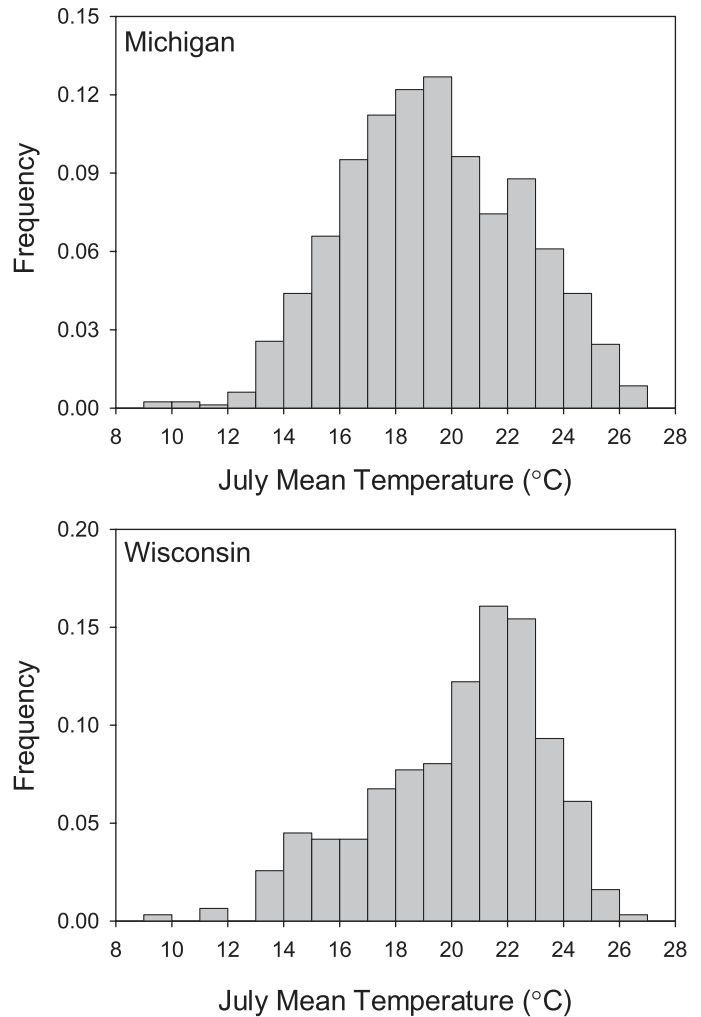 0.15
Michigan
0.12
0.09
Frequency
0.06
0.03
0.00
8 10 12 14 16 18 20 22 24 26 28
July Mean Temperature (°C)
0.20
Wisconsin
0.15
Frequency
0.10
0.05
0.00
8 10 12 14 16 18 20 22 24 26 28
July Mean Temperature (°C)